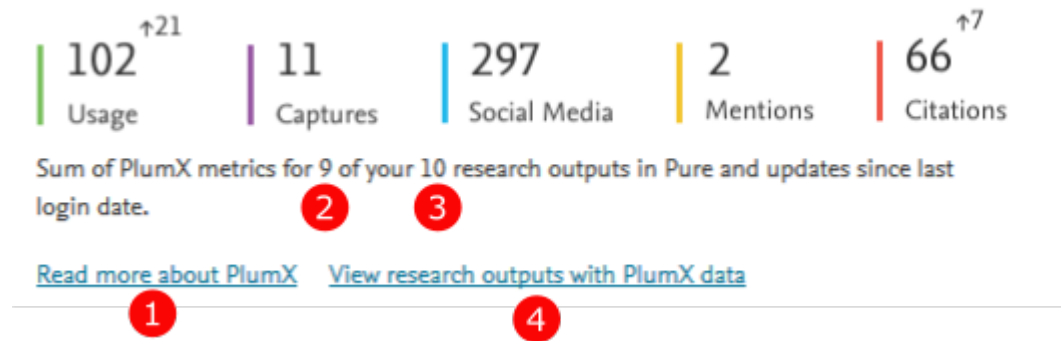 102 ↑21
Usage
11
Captures
297
Social Media
2
Mentions
66 ↑7
Citations
Sum of PlumX metrics for 9 of your 10 research outputs in Pure and updates since last
login date.
2
3
Read more about PlumX
View research outputs with PlumX data
1
4